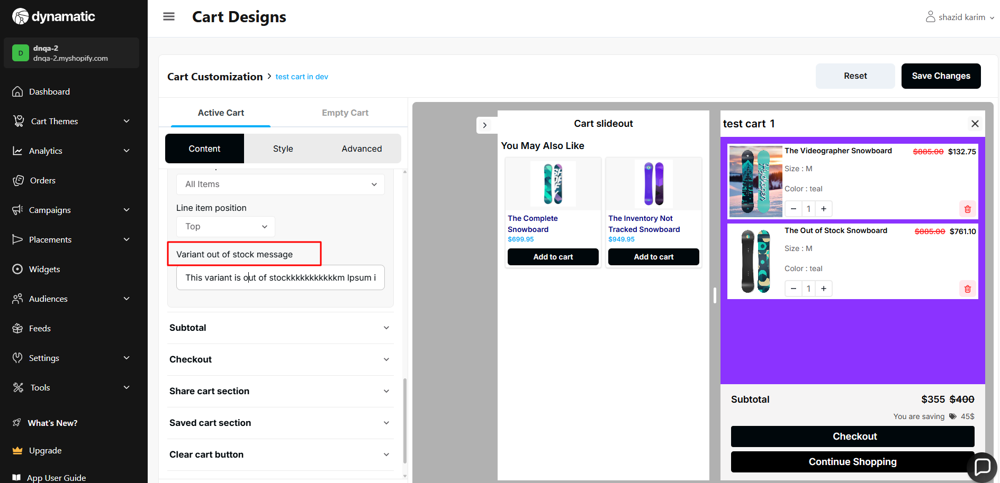 dynamatic
D
dnqa-2
dnqa-2.myshopify.com
Dashboard
Cart Themes
Analytics
Orders
Campaigns
Placements
Widgets
Audiences
Feeds
Settings
Tools
What's New?
Upgrade
App User Guide
Cart Designs
shazid karim
Cart Customization > test cart in dev
Reset
Save Changes
Active Cart
Empty Cart
Content
Style
Advanced
All Items
Line item position
Top
Variant out of stock message
This variant is out of stockkkkkkkkkkkm Ipsum i
Subtotal
Checkout
Share cart section
Saved cart section
Clear cart button
Cart slideout
You May Also Like
The Complete
Snowboard
$699.95
Add to cart
The Inventory Not
Tracked Snowboard
$949.95
Add to cart
test cart 1
Hydrogen
The Videographer Snowboard
$885.00 $132.75
Size : M
Color : teal
− 1 +
The Out of Stock Snowboard
$885.00 $761.10
Size : M
Color : teal
− 1 +
Subtotal
$355 $400
You are saving 45$
Checkout
Continue Shopping